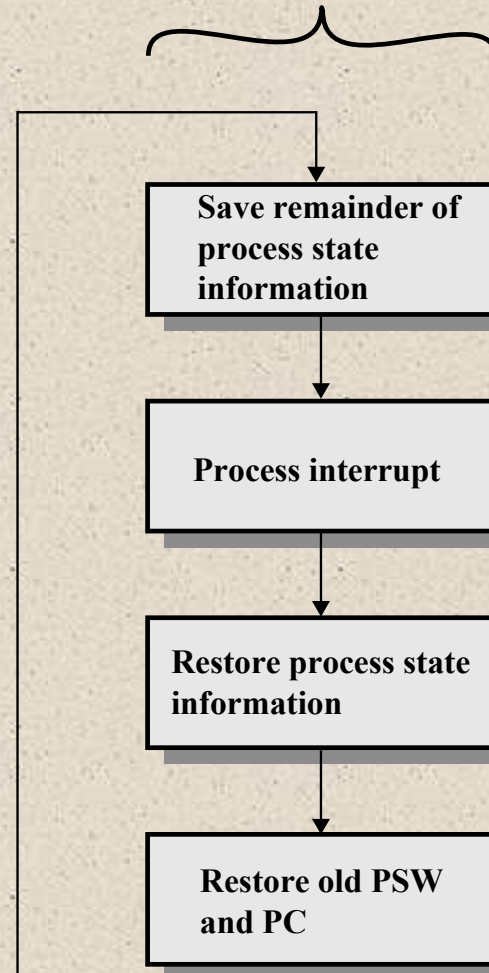 Save remainder of
process state
information
Process interrupt
Restore process state
information
Restore old PSW
and PC